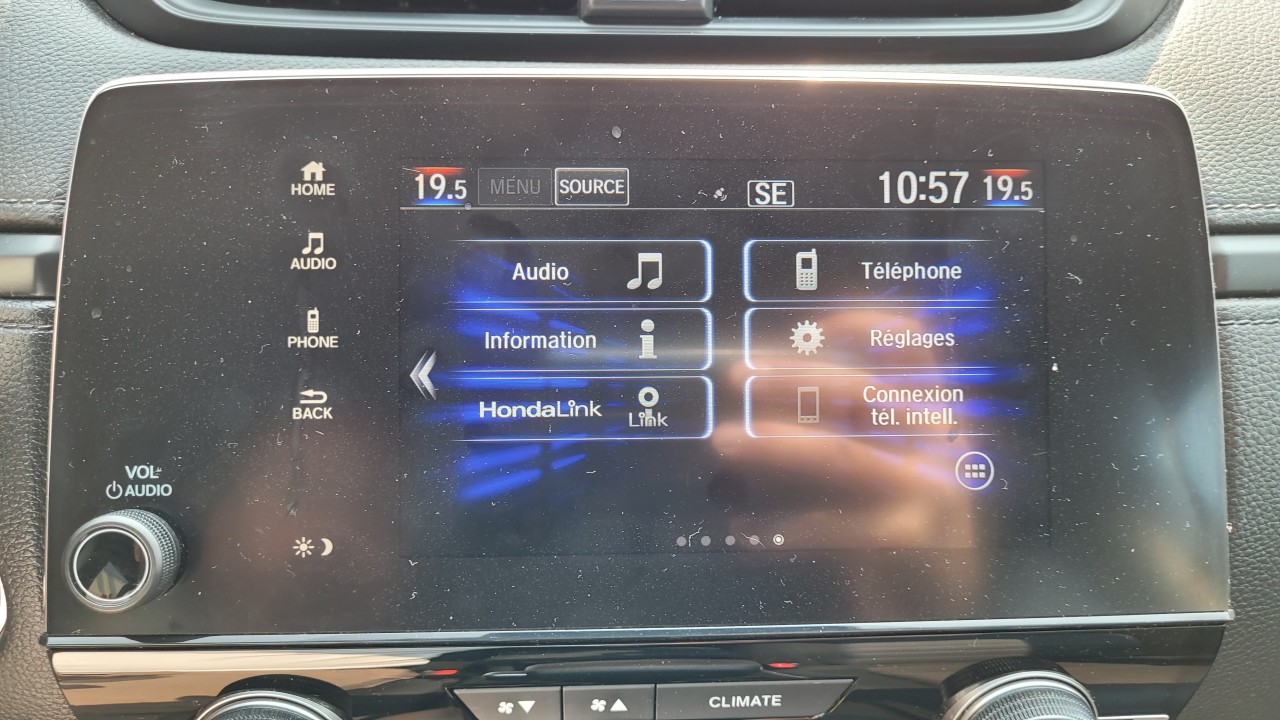 HOME
AUDIO
PHONE
BACK
VOL
AUDIO
19.5 MENU SOURCE SE 10:57 19.5
Audio Téléphone
Information Réglages
HondaLink Link Connexion
tél. intell.
CLIMATE